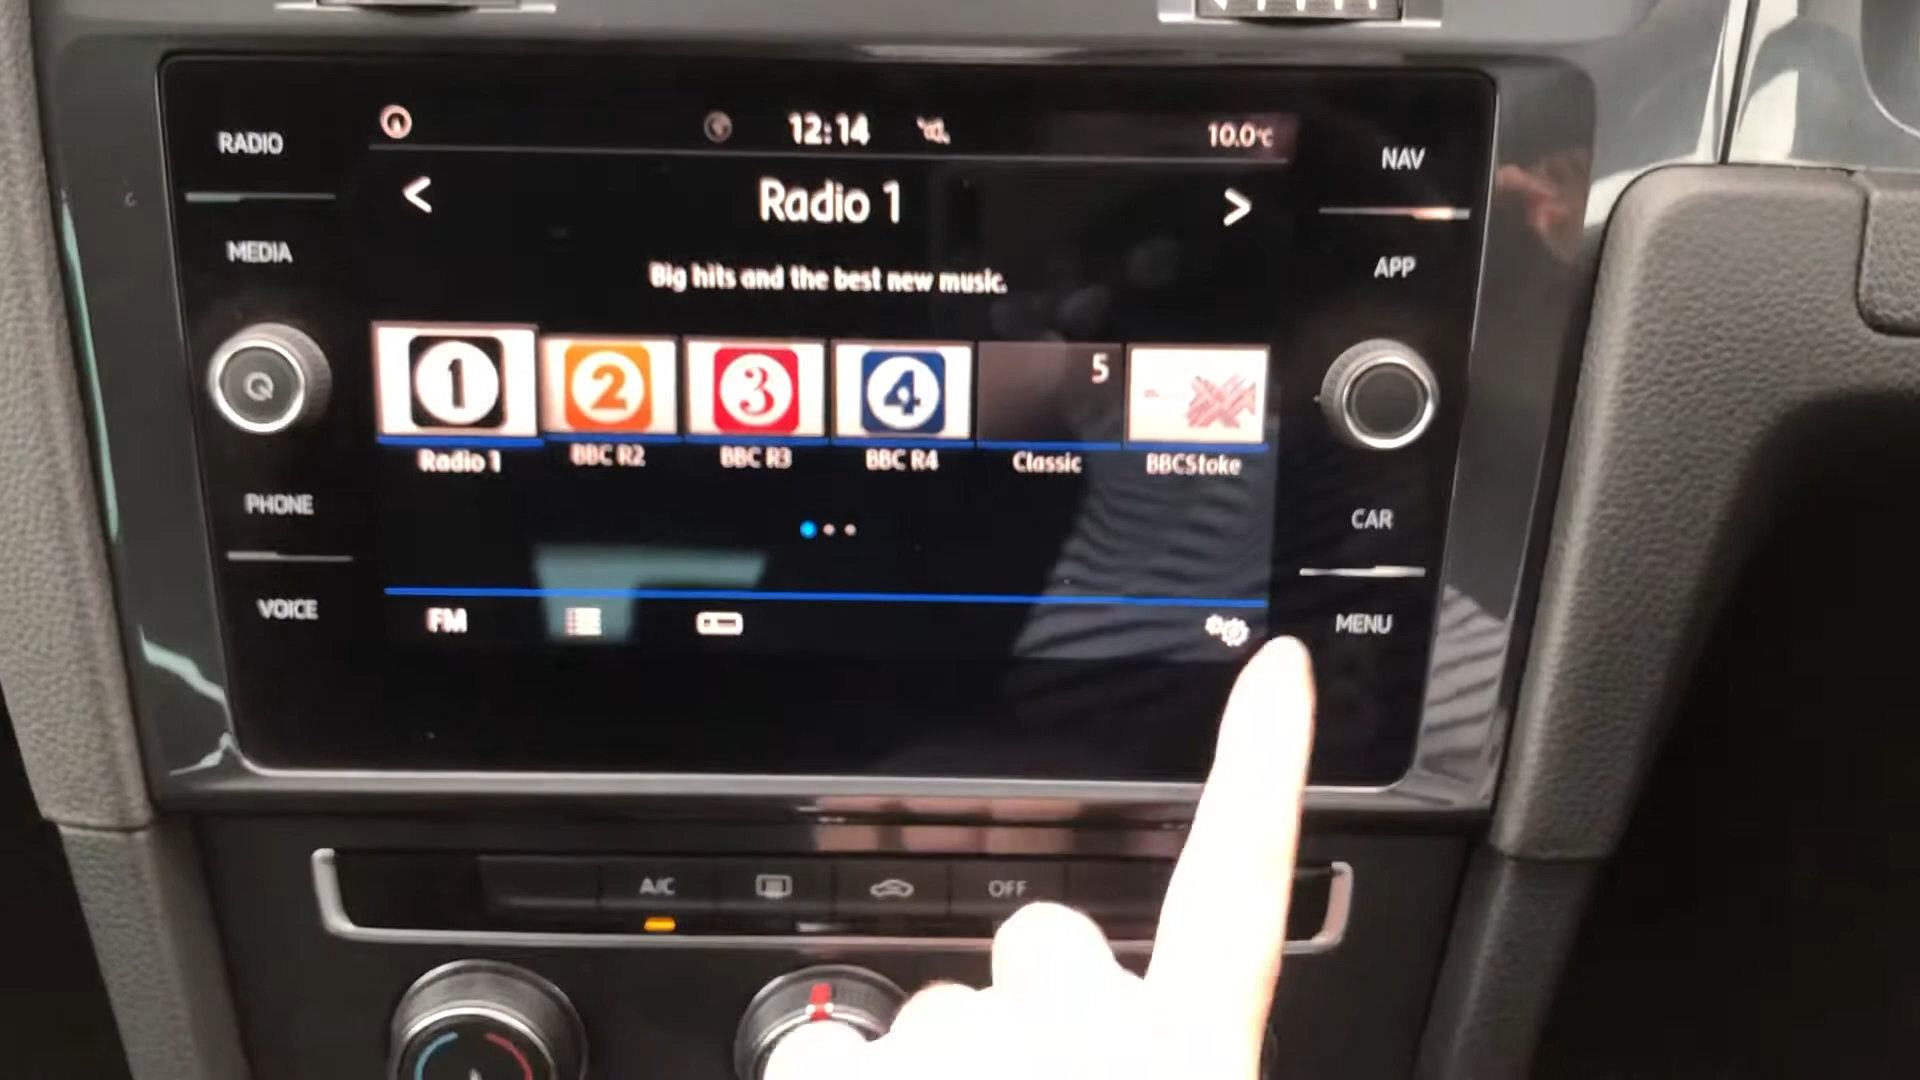 12:14
10.0°C
RADIO
NAV
< Radio 1 >
MEDIA
APP
Big hits and the best new music.
1
2
3
4
5
Radio 1
BBC R2
BBC R3
BBC R4
Classic
BBCStoke
PHONE
CAR
VOICE
FM
MENU
A/C
OFF